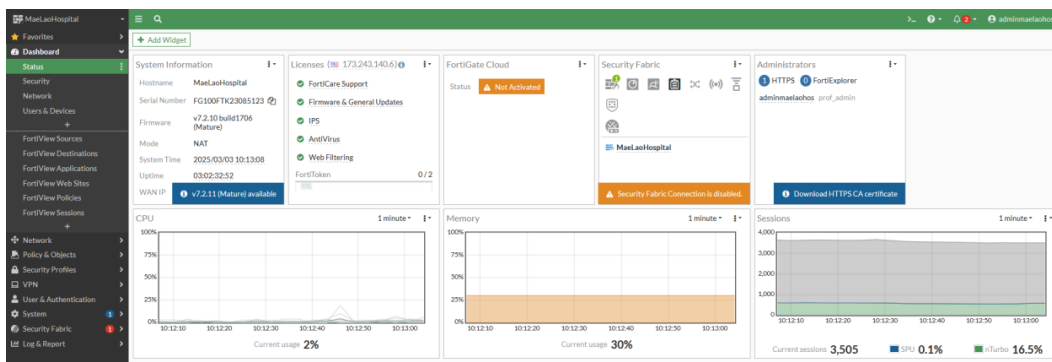 MaeLaoHospital
2
adminmaelaohos
Favorites
Dashboard
Status
Security
Network
Users & Devices
+
FortiView Sources
FortiView Destinations
FortiView Applications
FortiView Web Sites
FortiView Policies
FortiView Sessions
+
Network
Policy & Objects
Security Profiles
VPN
User & Authentication
System 1
Security Fabric 1
Log & Report
+ Add Widget
System Information
Hostname MaeLaoHospital
Serial Number FG100FTK23085123
Firmware v7.2.10 build1706 (Mature)
Mode NAT
System Time 2025/03/03 10:13:08
Uptime 03:02:32:52
WAN IP
v7.2.11 (Mature) available
Licenses (173.243.140.6)
FortiCare Support
Firmware & General Updates
IPS
AntiVirus
Web Filtering
FortiToken 0 / 2
FortiGate Cloud
Status Not Activated
Security Fabric
1
MaeLaoHospital
Security Fabric Connection is disabled.
Administrators
1 HTTPS 0 FortiExplorer
adminmaelaohos prof_admin
Download HTTPS CA certificate
CPU 1 minute
100%
75%
50%
25%
0%
10:12:10 10:12:20 10:12:30 10:12:40 10:12:50 10:13:00
Current usage 2%
Memory 1 minute
100%
75%
50%
25%
0%
10:12:10 10:12:20 10:12:30 10:12:40 10:12:50 10:13:00
Current usage 30%
Sessions 1 minute
4,000
3,000
2,000
1,000
0
10:12:10 10:12:20 10:12:30 10:12:40 10:12:50 10:13:00
Current sessions 3,505 SPU 0.1% nTurbo 16.5%